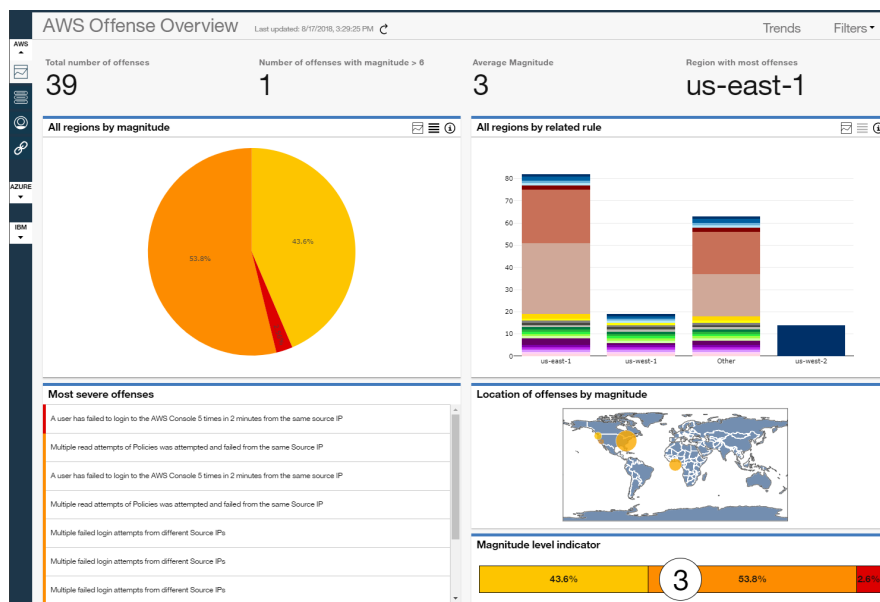 AWS Offense Overview Last updated: 8/17/2018, 3:29:25 PM
Trends Filters
AWS
AZURE
IBM
Total number of offenses
39
Number of offenses with magnitude > 6
1
Average Magnitude
3
Region with most offenses
us-east-1
All regions by magnitude
43.6%
53.8%
All regions by related rule
80
70
60
50
40
30
20
10
0
us-east-1 us-west-1 Other us-west-2
Most severe offenses
A user has failed to login to the AWS Console 5 times in 2 minutes from the same source IP
Multiple read attempts of Policies was attempted and failed from the same Source IP
A user has failed to login to the AWS Console 5 times in 2 minutes from the same source IP
Multiple read attempts of Policies was attempted and failed from the same Source IP
Multiple failed login attempts from different Source IPs
Multiple failed login attempts from different Source IPs
Multiple failed login attempts from different Source IPs
Location of offenses by magnitude
Magnitude level indicator
43.6% 3 53.8% 2.6%